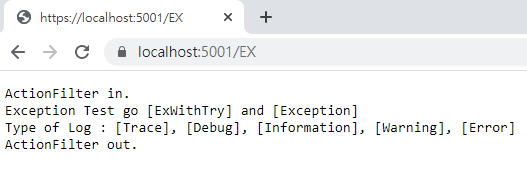 https://localhost:5001/EX
localhost:5001/EX
ActionFilter in.
Exception Test go [ExWithTry] and [Exception]
Type of Log : [Trace], [Debug], [Information], [Warning], [Error]
ActionFilter out.